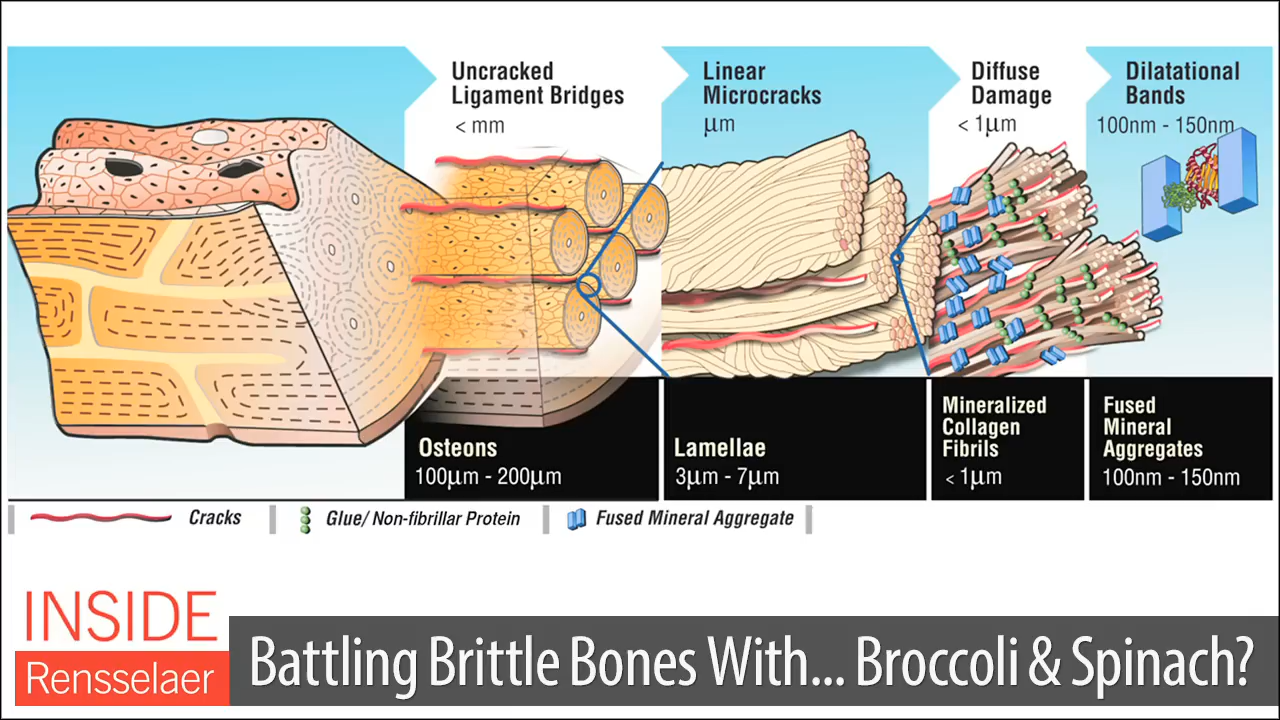 Uncracked
Ligament Bridges
< mm
Linear
Microcracks
μm
Diffuse
Damage
< 1μm
Dilatational
Bands
100nm - 150nm
Osteons
100μm - 200μm
Lamellae
3μm - 7μm
Mineralized
Collagen
Fibrils
< 1μm
Fused
Mineral
Aggregates
100nm - 150nm
Cracks
Glue/ Non-fibrillar Protein
Fused Mineral Aggregate
INSIDE
Rensselaer
Battling Brittle Bones With... Broccoli & Spinach?